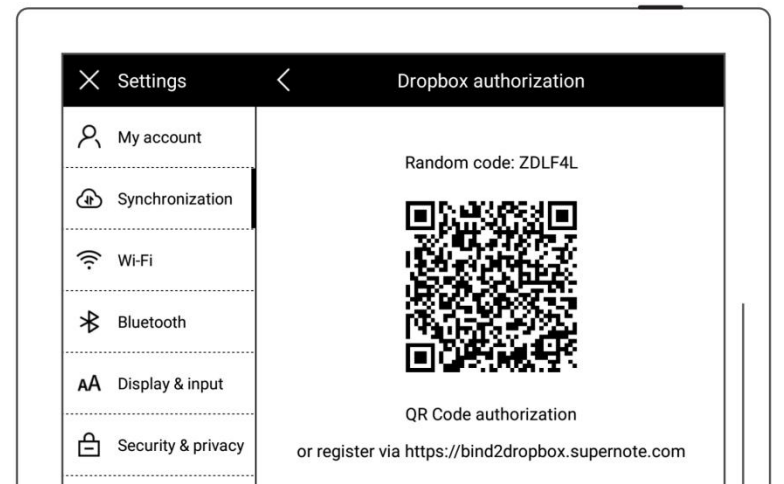 Settings
Dropbox authorization
My account
Synchronization
Wi-Fi
Bluetooth
AA Display & input
Security & privacy
Random code: ZDLF4L
QR Code authorization
or register via https://bind2dropbox.supernote.com